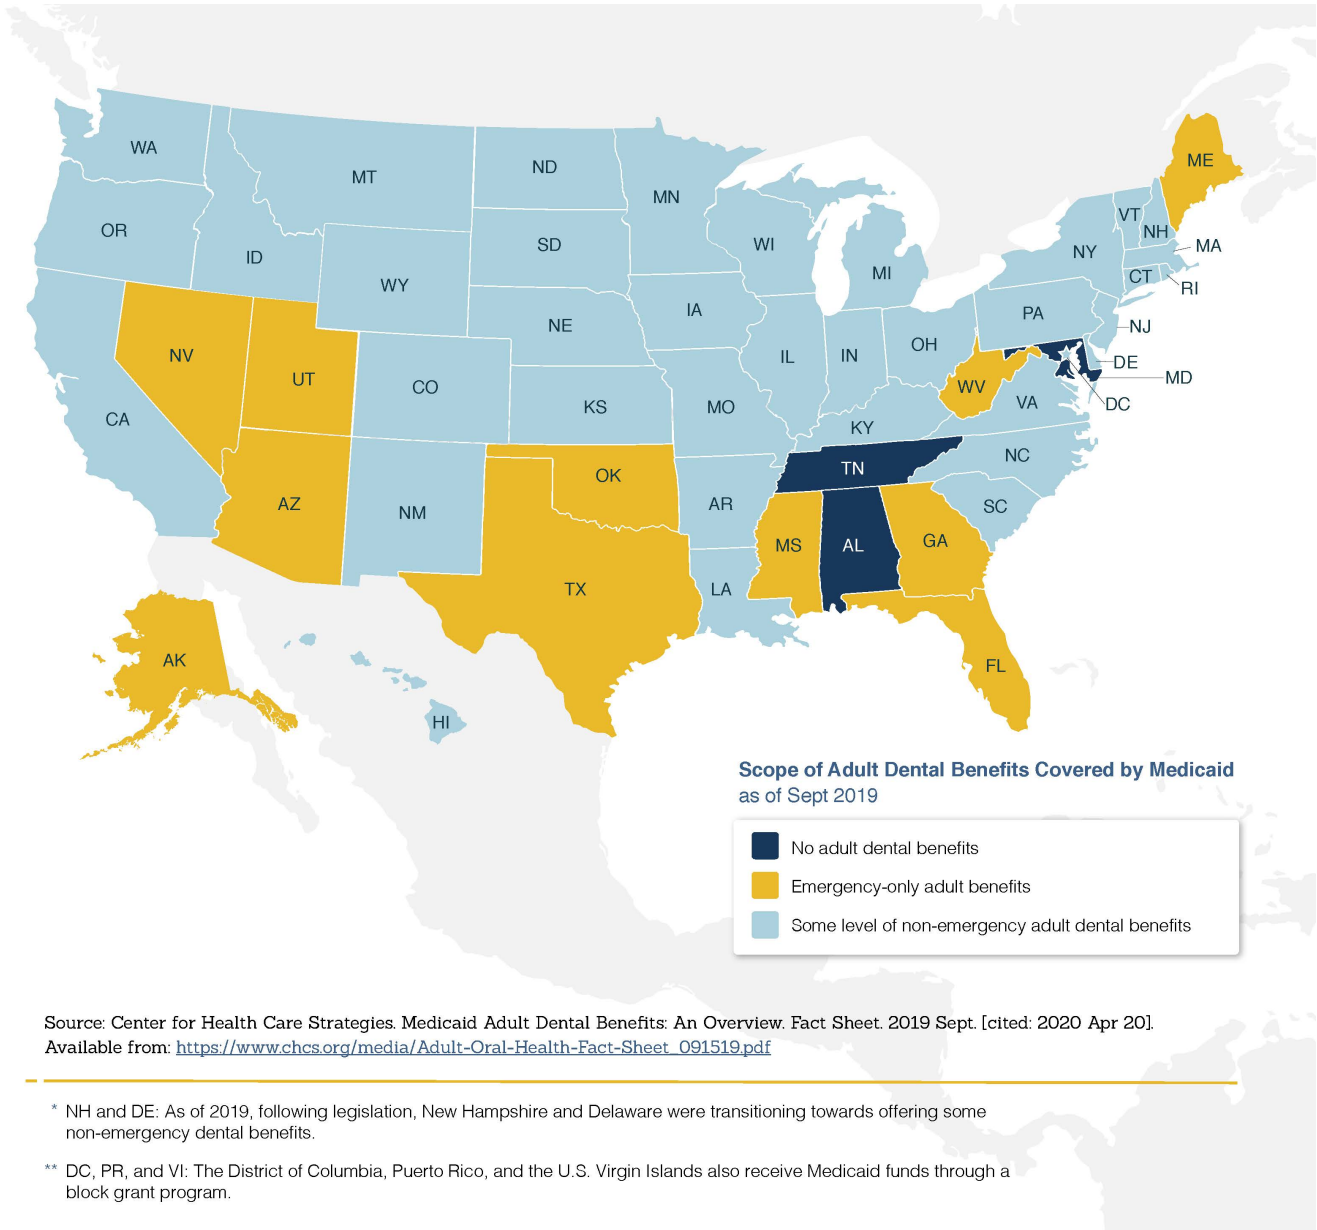 WA
MT
ND
MN
ME
OR
ID
SD
WI
MI
VT
NH
NY
MA
WY
CT
RI
NE
IA
PA
NJ
NV
UT
CO
IL
IN
OH
DE
MD
WV
VA
DC
CA
KS
MO
KY
AZ
NM
OK
AR
TN
NC
SC
TX
LA
MS
AL
GA
AK
HI
FL
Scope of Adult Dental Benefits Covered by Medicaid
as of Sept 2019
No adult dental benefits
Emergency-only adult benefits
Some level of non-emergency adult dental benefits
Source: Center for Health Care Strategies. Medicaid Adult Dental Benefits: An Overview. Fact Sheet. 2019 Sept. [cited: 2020 Apr 20].
Available from: https://www.chcs.org/media/Adult-Oral-Health-Fact-Sheet_091519.pdf
* NH and DE: As of 2019, following legislation, New Hampshire and Delaware were transitioning towards offering some
non-emergency dental benefits.
** DC, PR, and VI: The District of Columbia, Puerto Rico, and the U.S. Virgin Islands also receive Medicaid funds through a
block grant program.